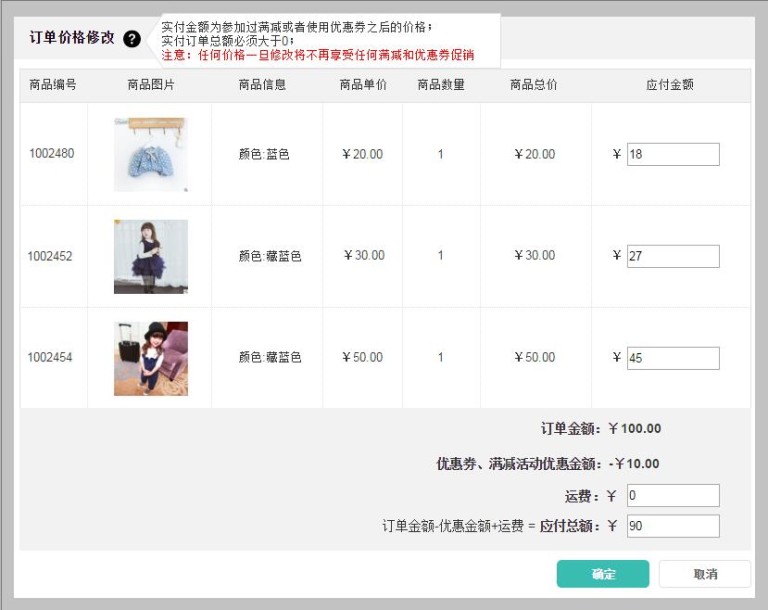 订单价格修改 ?
实付金额为参加过满减或者使用优惠券之后的价格；
实付订单总额必须大于0；
注意：任何价格一旦修改将不再享受任何满减和优惠券促销
商品编号 商品图片 商品信息 商品单价 商品数量 商品总价 应付金额
1002480 颜色:蓝色 ￥20.00 1 ￥20.00 ￥ 18
1002452 颜色:藏蓝色 ￥30.00 1 ￥30.00 ￥ 27
1002454 颜色:藏蓝色 ￥50.00 1 ￥50.00 ￥ 45
订单金额：￥100.00
优惠券、满减活动优惠金额：-￥10.00
运费：￥ 0
订单金额-优惠金额+运费 = 应付总额：￥ 90
确定 取消